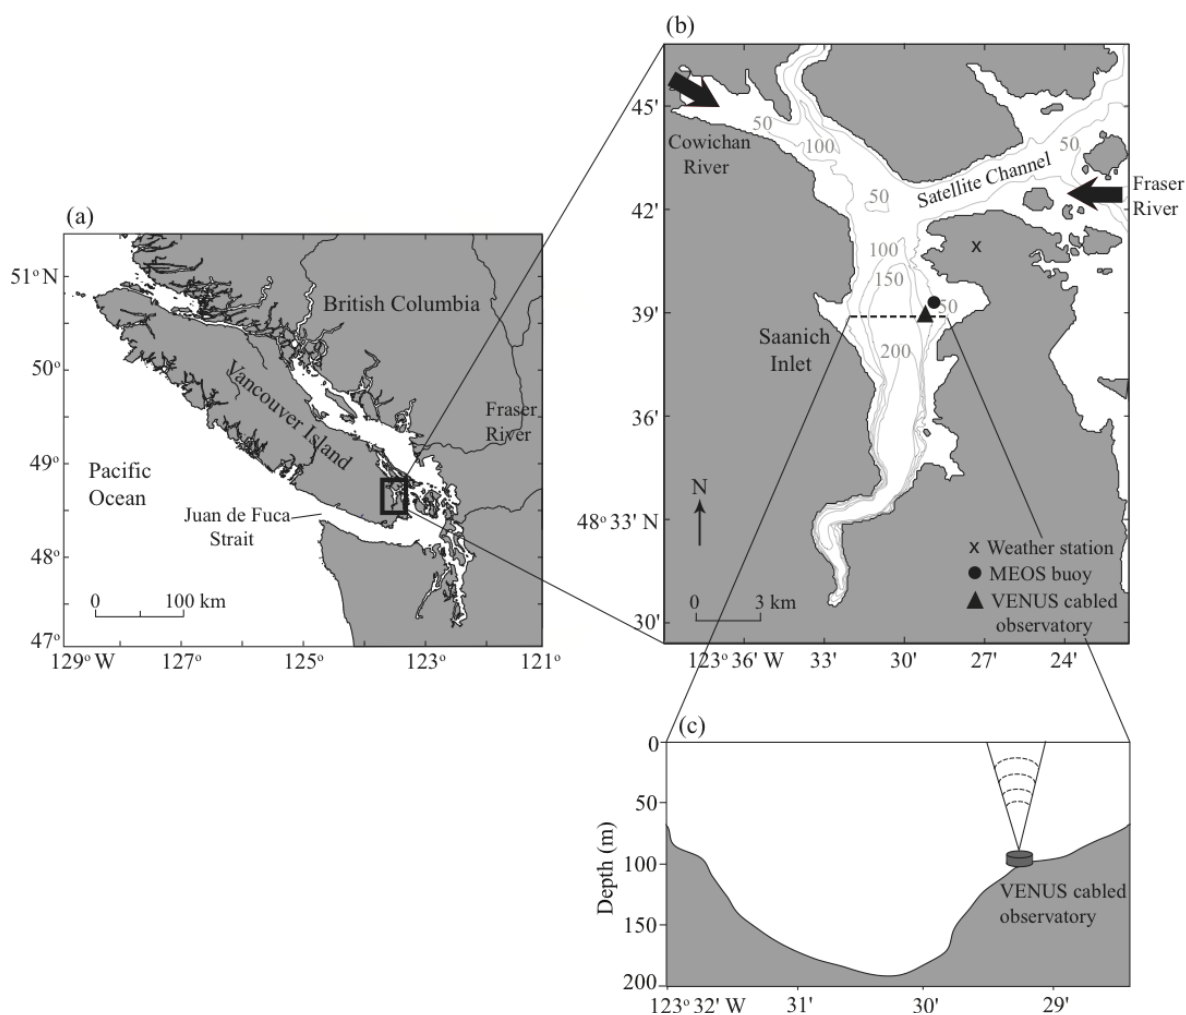 (a)
51° N
50°
49°
48°
47°
129° W
127°
125°
123°
121°
British Columbia
Vancouver Island
Fraser
River
Pacific
Ocean
Juan de Fuca
Strait
0
100 km
(b)
45'
42'
39'
36'
48° 33' N
30'
123° 36' W
33'
30'
27'
24'
Cowichan
River
50
100
50
Satellite Channel
50
Fraser
River
x
100
150
50
200
Saanich
Inlet
N
0
3 km
x Weather station
MEOS buoy
VENUS cabled
observatory
(c)
Depth (m)
0
50
100
150
200
123° 32' W
31'
30'
29'
VENUS cabled
observatory